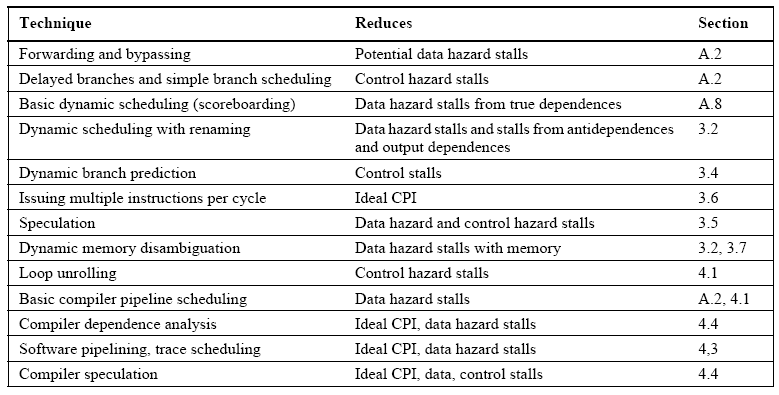 Technique Reduces Section
Forwarding and bypassing Potential data hazard stalls A.2
Delayed branches and simple branch scheduling Control hazard stalls A.2
Basic dynamic scheduling (scoreboarding) Data hazard stalls from true dependences A.8
Dynamic scheduling with renaming Data hazard stalls and stalls from antidependences 3.2
and output dependences
Dynamic branch prediction Control stalls 3.4
Issuing multiple instructions per cycle Ideal CPI 3.6
Speculation Data hazard and control hazard stalls 3.5
Dynamic memory disambiguation Data hazard stalls with memory 3.2, 3.7
Loop unrolling Control hazard stalls 4.1
Basic compiler pipeline scheduling Data hazard stalls A.2, 4.1
Compiler dependence analysis Ideal CPI, data hazard stalls 4.4
Software pipelining, trace scheduling Ideal CPI, data hazard stalls 4,3
Compiler speculation Ideal CPI, data, control stalls 4.4